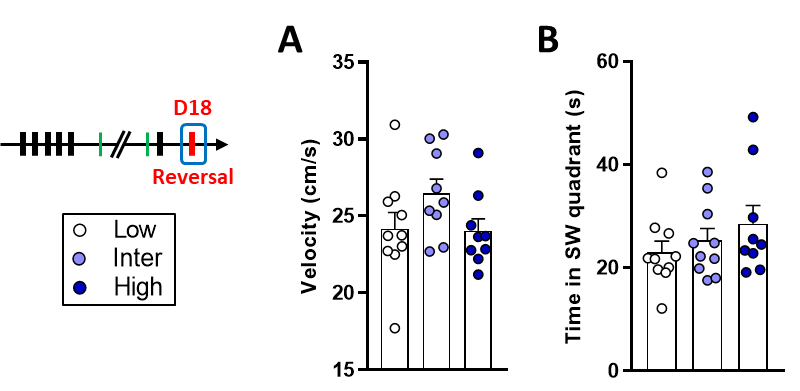 D18
Reversal
Low
Inter
High
A
Velocity (cm/s)
35
30
25
20
15
B
Time in SW quadrant (s)
60
40
20
0